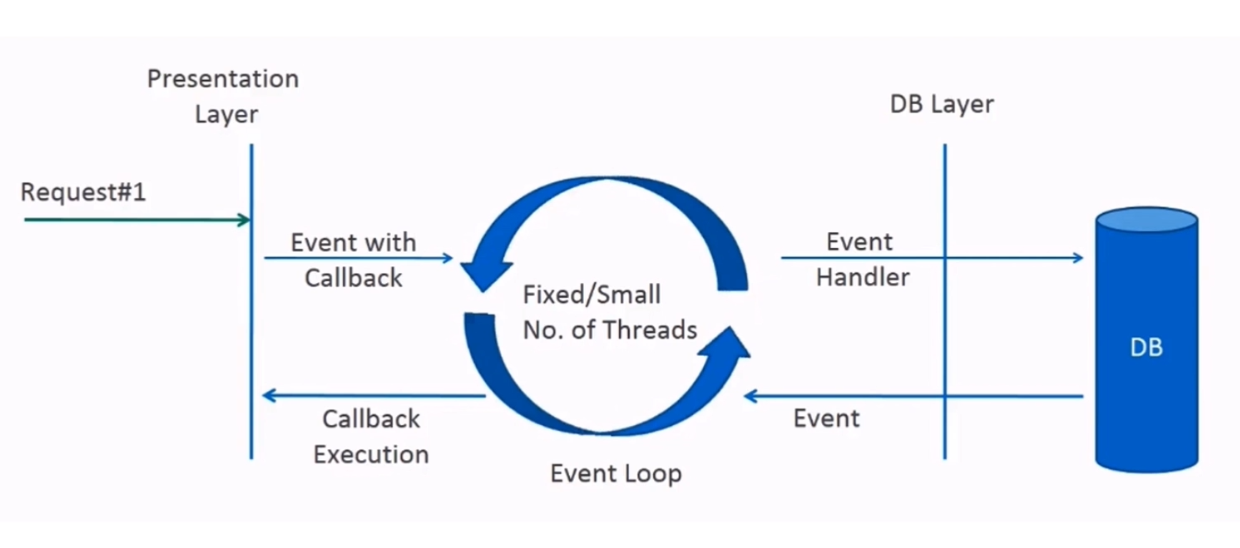 Presentation
Layer
DB Layer
Request#1
Event with
Callback
Event
Handler
Fixed/Small
No. of Threads
DB
Callback
Execution
Event
Event Loop